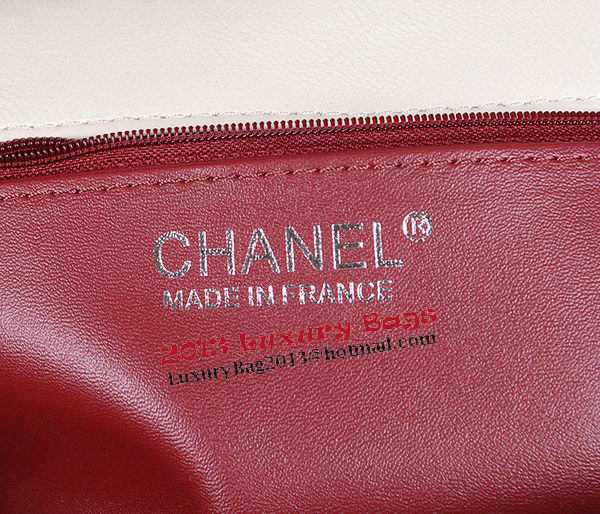 CHANEL®
MADE IN FRANCE
2013 Luxury Bags
LuxuryBag2013@hotmail.com